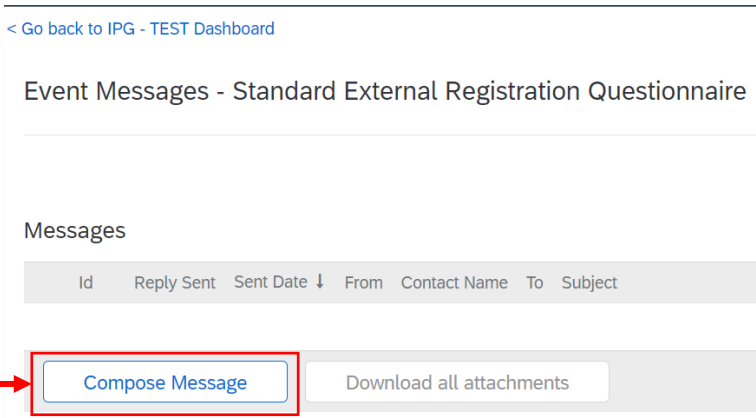 < Go back to IPG - TEST Dashboard
Event Messages - Standard External Registration Questionnaire
Messages
Id Reply Sent Sent Date ↓ From Contact Name To Subject
Compose Message Download all attachments